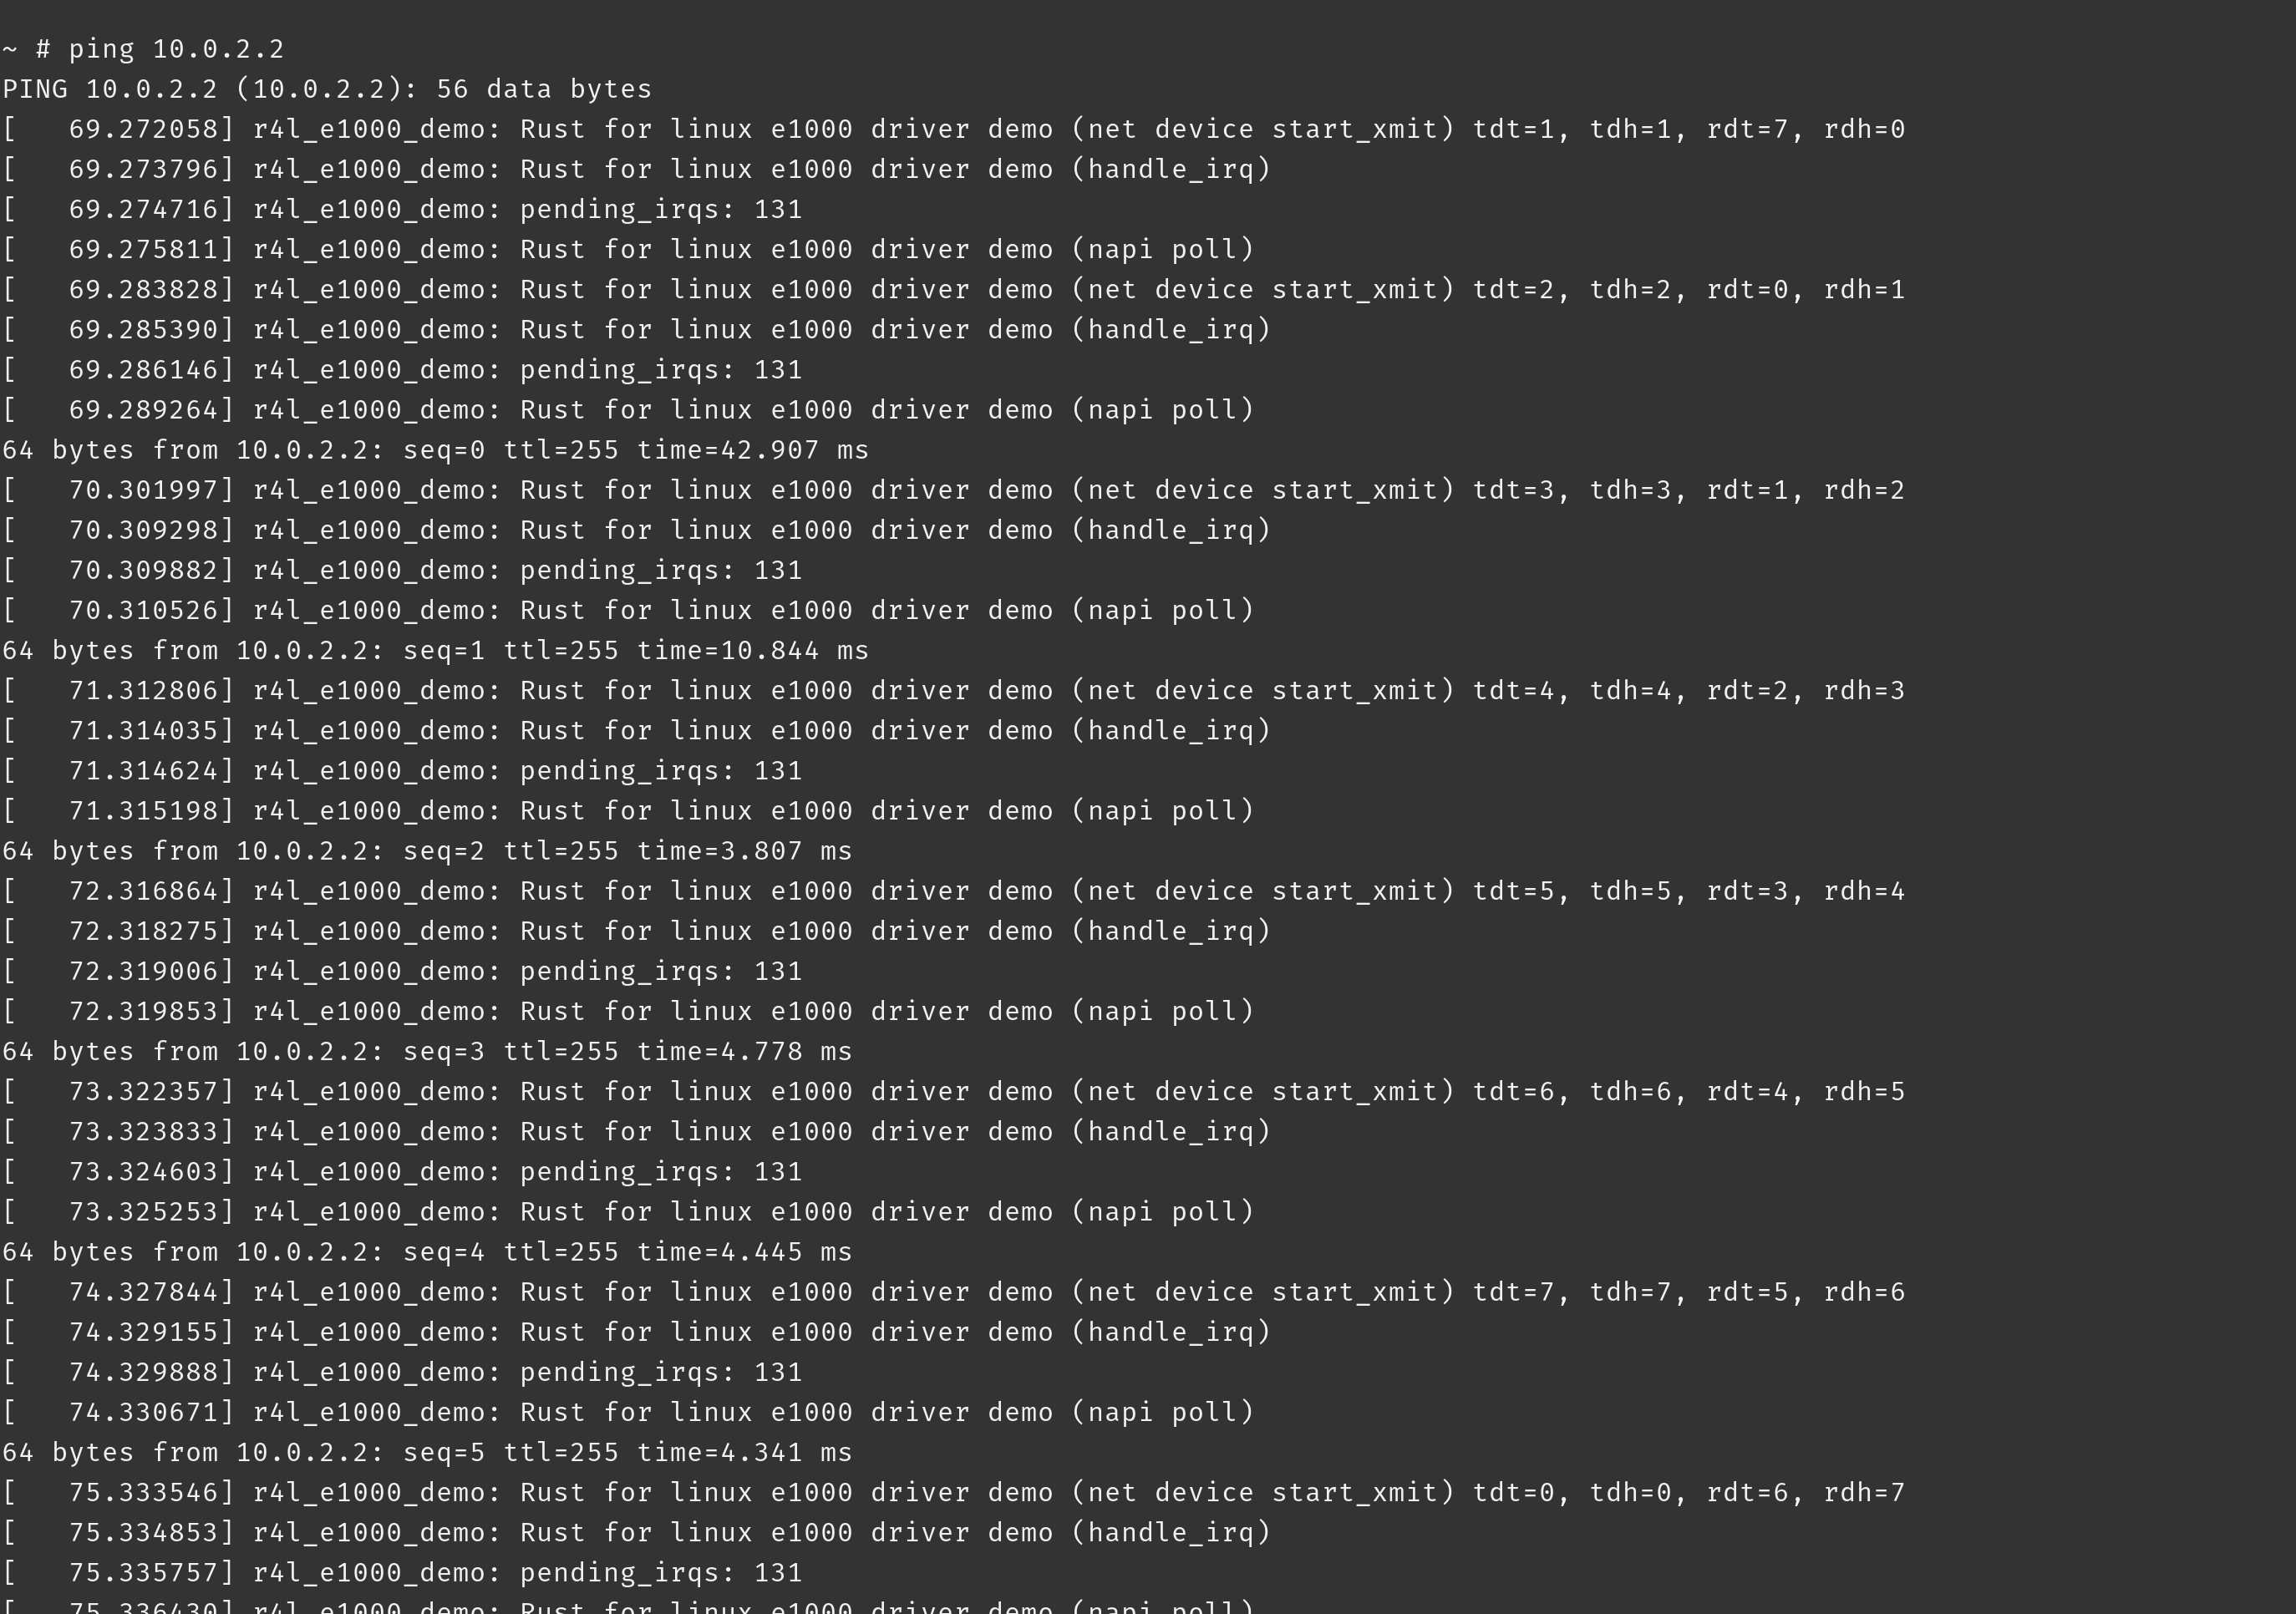 ~ # ping 10.0.2.2
PING 10.0.2.2 (10.0.2.2): 56 data bytes
[   69.272058] r4l_e1000_demo: Rust for linux e1000 driver demo (net device start_xmit) tdt=1, tdh=1, rdt=7, rdh=0
[   69.273796] r4l_e1000_demo: Rust for linux e1000 driver demo (handle_irq)
[   69.274716] r4l_e1000_demo: pending_irqs: 131
[   69.275811] r4l_e1000_demo: Rust for linux e1000 driver demo (napi poll)
[   69.283828] r4l_e1000_demo: Rust for linux e1000 driver demo (net device start_xmit) tdt=2, tdh=2, rdt=0, rdh=1
[   69.285390] r4l_e1000_demo: Rust for linux e1000 driver demo (handle_irq)
[   69.286146] r4l_e1000_demo: pending_irqs: 131
[   69.289264] r4l_e1000_demo: Rust for linux e1000 driver demo (napi poll)
64 bytes from 10.0.2.2: seq=0 ttl=255 time=42.907 ms
[   70.301997] r4l_e1000_demo: Rust for linux e1000 driver demo (net device start_xmit) tdt=3, tdh=3, rdt=1, rdh=2
[   70.309298] r4l_e1000_demo: Rust for linux e1000 driver demo (handle_irq)
[   70.309882] r4l_e1000_demo: pending_irqs: 131
[   70.310526] r4l_e1000_demo: Rust for linux e1000 driver demo (napi poll)
64 bytes from 10.0.2.2: seq=1 ttl=255 time=10.844 ms
[   71.312806] r4l_e1000_demo: Rust for linux e1000 driver demo (net device start_xmit) tdt=4, tdh=4, rdt=2, rdh=3
[   71.314035] r4l_e1000_demo: Rust for linux e1000 driver demo (handle_irq)
[   71.314624] r4l_e1000_demo: pending_irqs: 131
[   71.315198] r4l_e1000_demo: Rust for linux e1000 driver demo (napi poll)
64 bytes from 10.0.2.2: seq=2 ttl=255 time=3.807 ms
[   72.316864] r4l_e1000_demo: Rust for linux e1000 driver demo (net device start_xmit) tdt=5, tdh=5, rdt=3, rdh=4
[   72.318275] r4l_e1000_demo: Rust for linux e1000 driver demo (handle_irq)
[   72.319006] r4l_e1000_demo: pending_irqs: 131
[   72.319853] r4l_e1000_demo: Rust for linux e1000 driver demo (napi poll)
64 bytes from 10.0.2.2: seq=3 ttl=255 time=4.778 ms
[   73.322357] r4l_e1000_demo: Rust for linux e1000 driver demo (net device start_xmit) tdt=6, tdh=6, rdt=4, rdh=5
[   73.323833] r4l_e1000_demo: Rust for linux e1000 driver demo (handle_irq)
[   73.324603] r4l_e1000_demo: pending_irqs: 131
[   73.325253] r4l_e1000_demo: Rust for linux e1000 driver demo (napi poll)
64 bytes from 10.0.2.2: seq=4 ttl=255 time=4.445 ms
[   74.327844] r4l_e1000_demo: Rust for linux e1000 driver demo (net device start_xmit) tdt=7, tdh=7, rdt=5, rdh=6
[   74.329155] r4l_e1000_demo: Rust for linux e1000 driver demo (handle_irq)
[   74.329888] r4l_e1000_demo: pending_irqs: 131
[   74.330671] r4l_e1000_demo: Rust for linux e1000 driver demo (napi poll)
64 bytes from 10.0.2.2: seq=5 ttl=255 time=4.341 ms
[   75.333546] r4l_e1000_demo: Rust for linux e1000 driver demo (net device start_xmit) tdt=0, tdh=0, rdt=6, rdh=7
[   75.334853] r4l_e1000_demo: Rust for linux e1000 driver demo (handle_irq)
[   75.335757] r4l_e1000_demo: pending_irqs: 131
[   75.336430] r4l_e1000_demo: Rust for linux e1000 driver demo (napi poll)